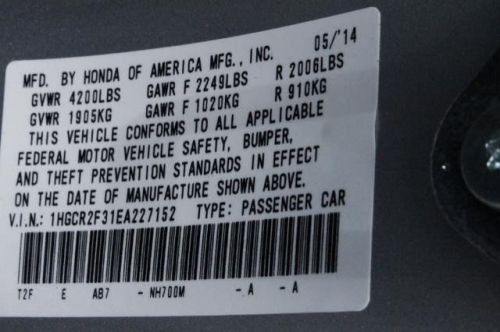 MFD. BY HONDA OF AMERICA MFG., INC. 05/'14
GVWR 4200LBS GAWR F 2249LBS R 2006LBS
GVWR 1905KG GAWR F 1020KG R 910KG
THIS VEHICLE CONFORMS TO ALL APPLICABLE
FEDERAL MOTOR VEHICLE SAFETY, BUMPER,
AND THEFT PREVENTION STANDARDS IN EFFECT
ON THE DATE OF MANUFACTURE SHOWN ABOVE.
V.I.N.: 1HGCR2F31EA227152 TYPE: PASSENGER CAR
T2F E AB7 - NH700M - A - A